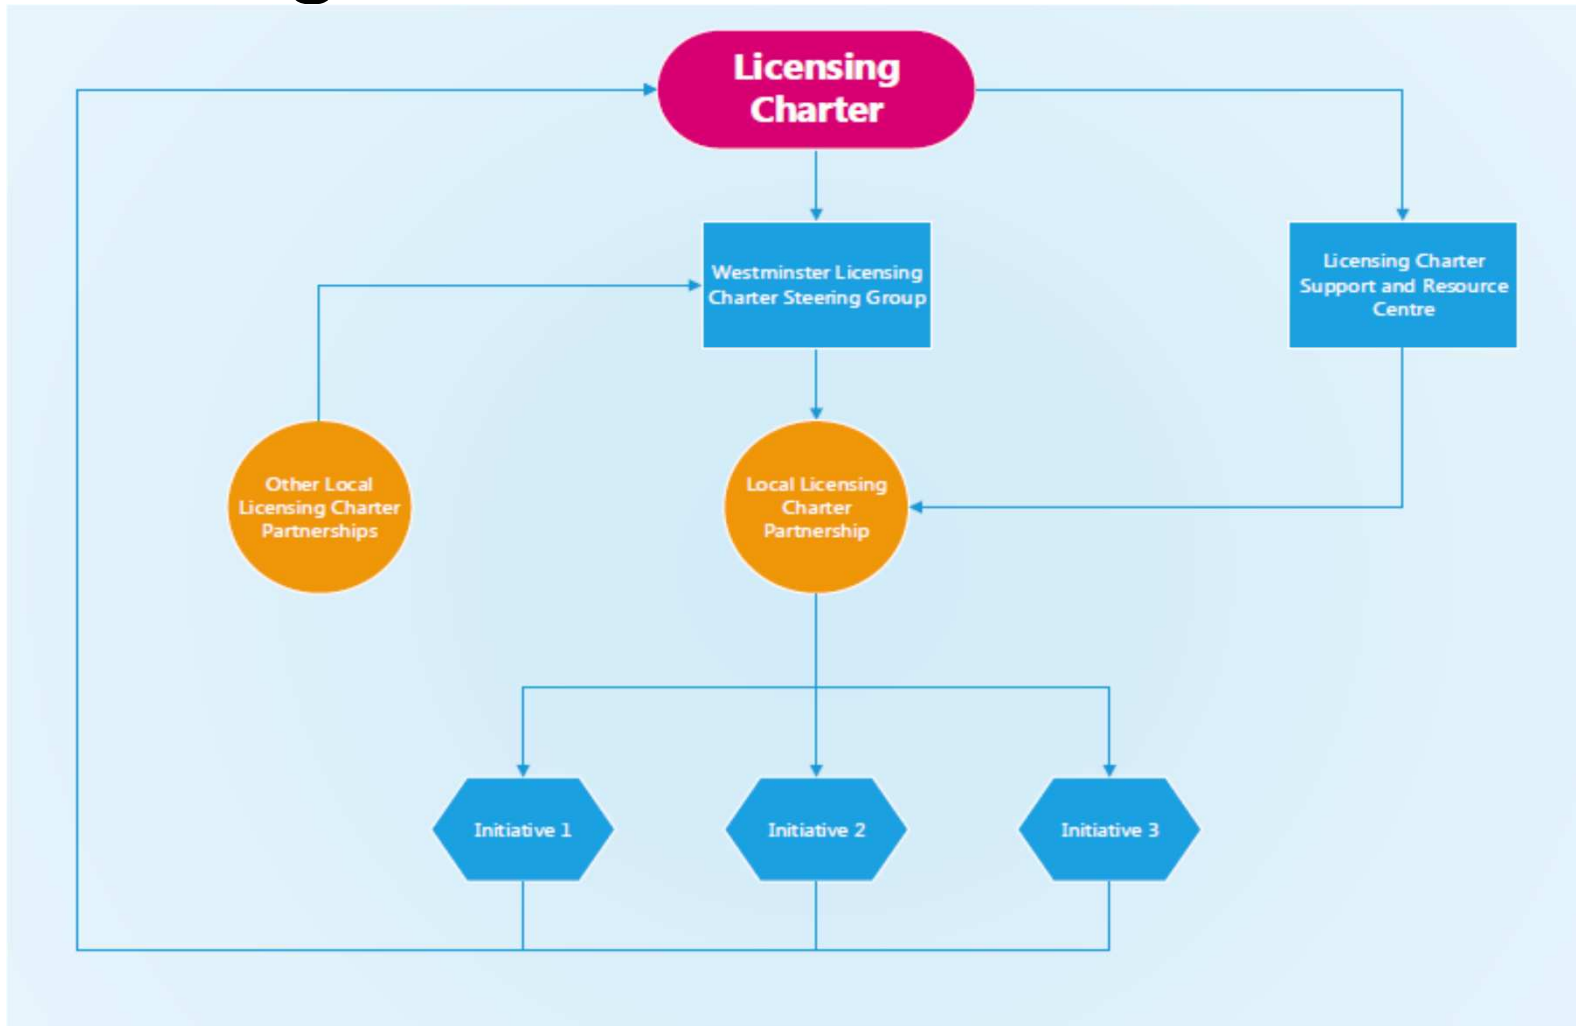 Licensing
Charter
Westminster Licensing
Charter Steering Group
Licensing Charter
Support and Resource
Centre
Other Local
Licensing Charter
Partnerships
Local Licensing
Charter
Partnership
Initiative 1
Initiative 2
Initiative 3